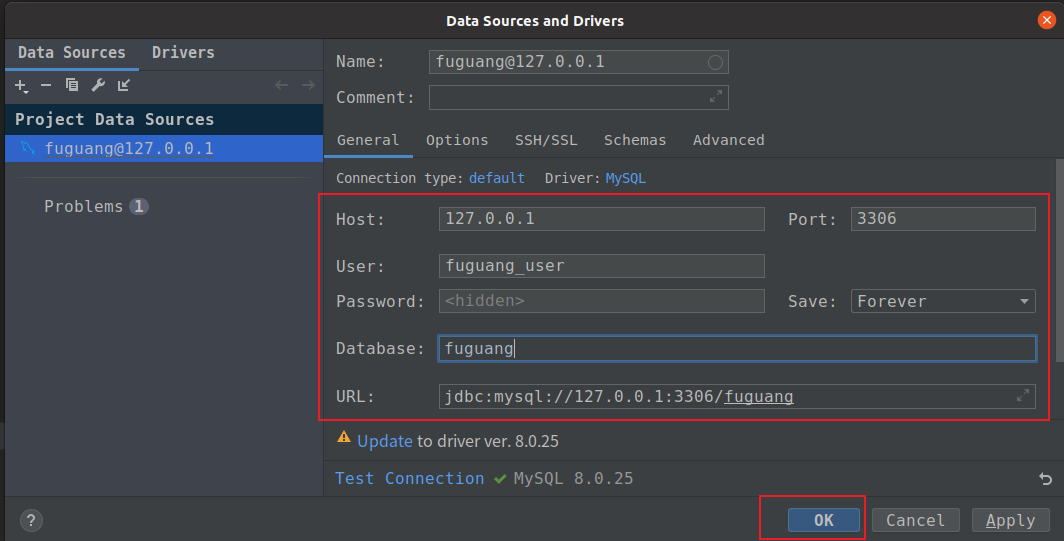 Data Sources and Drivers
Data Sources Drivers
Project Data Sources
fuguang@127.0.0.1
Problems 1
Name: fuguang@127.0.0.1
Comment:
General Options SSH/SSL Schemas Advanced
Connection type: default Driver: MySQL
Host: 127.0.0.1 Port: 3306
User: fuguang_user
Password: <hidden> Save: Forever
Database: fuguang
URL: jdbc:mysql://127.0.0.1:3306/fuguang
Update to driver ver. 8.0.25
Test Connection ✔ MySQL 8.0.25
? OK Cancel Apply